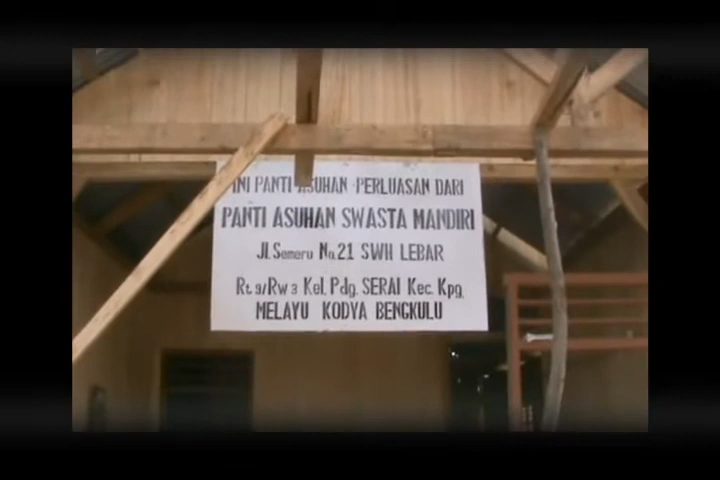 INI PANTI ASUHAN PERLUASAN DARI
PANTI ASUHAN SWASTA MANDIRI
Jl. Semeru No.21 SWH LEBAR
Rt.9/Rw 3 Kel. Pdg. SERAI Kec. Kpg.
MELAYU KODYA BENGKULU